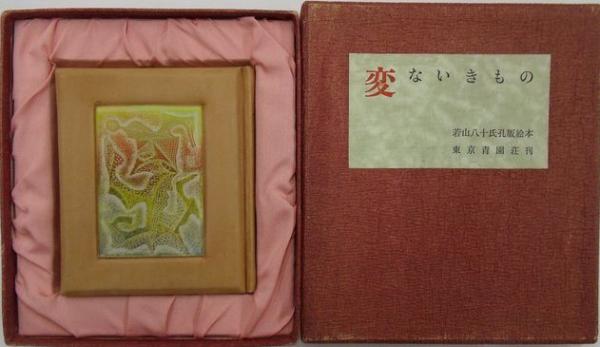 変ないきもの
若山八十氏孔版絵本
東京青園荘刊